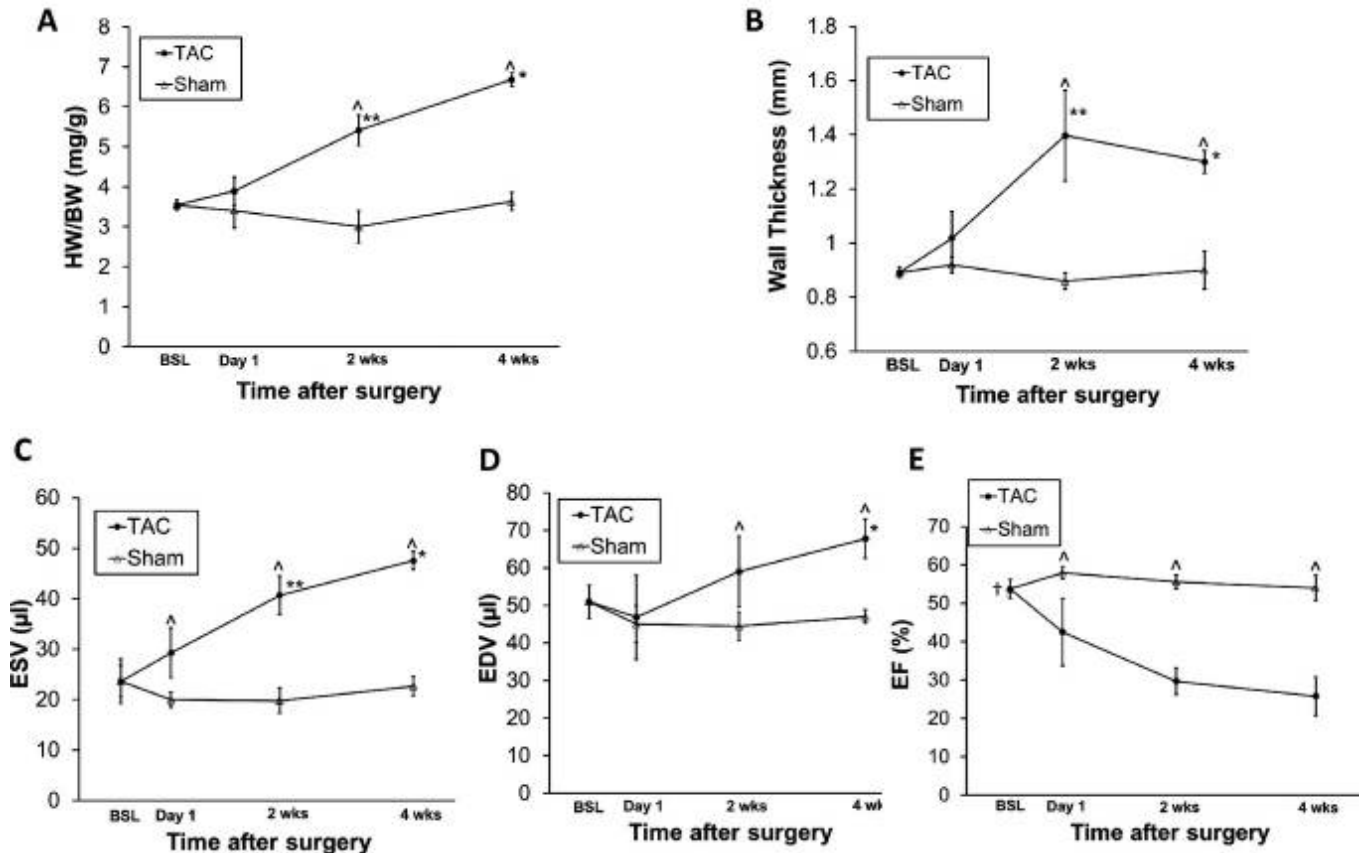 A
TAC
Sham
HW/BW (mg/g)
8
7
6
5
4
3
2
1
0
^
**
^
*
BSL Day 1 2 wks 4 wks
Time after surgery
B
TAC
Sham
Wall Thickness (mm)
1.8
1.6
1.4
1.2
1
0.8
0.6
^
**
^
*
BSL Day 1 2 wks 4 wks
Time after surgery
C
TAC
Sham
ESV (µl)
60
50
40
30
20
10
0
^
^
**
^
*
BSL Day 1 2 wks 4 wks
Time after surgery
D
TAC
Sham
EDV (µl)
80
70
60
50
40
30
20
10
0
^
^
*
BSL Day 1 2 wks 4 wk
Time after surgery
E
TAC
Sham
EF (%)
70
60
50
40
30
20
10
0
†
^
^
^
BSL Day 1 2 wks 4 wks
Time after surgery